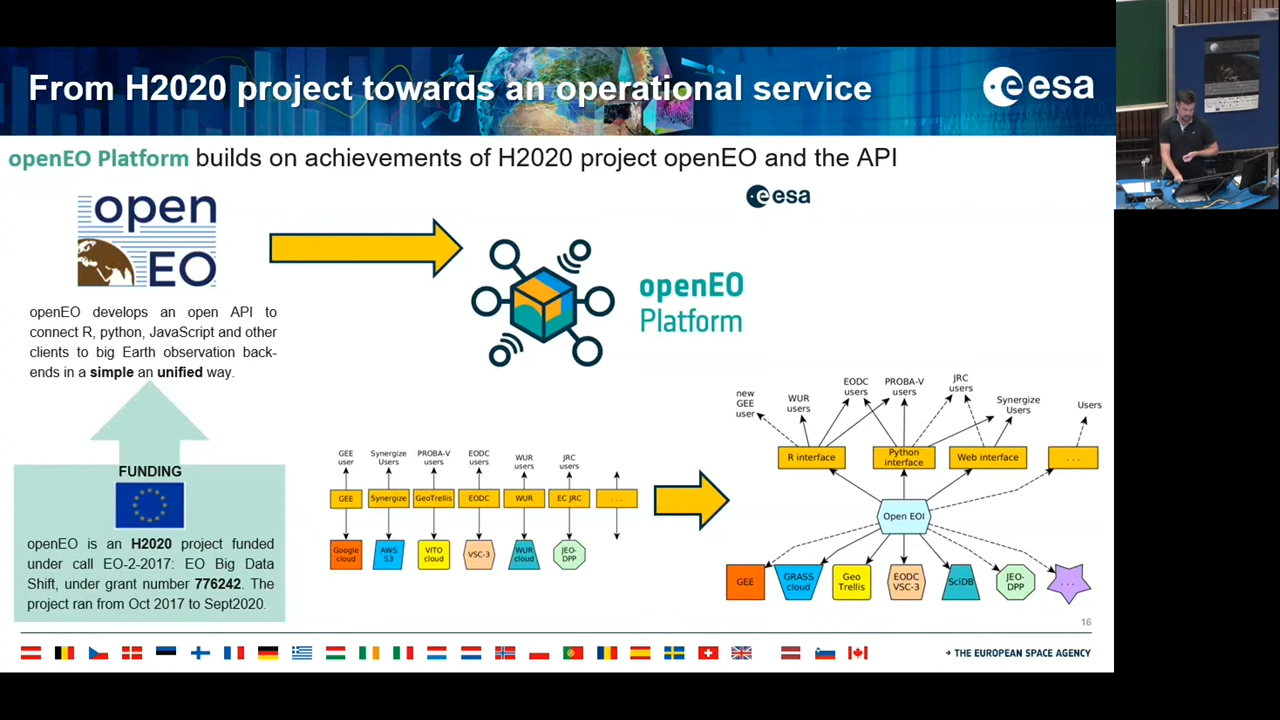 From H2020 project towards an operational service
esa
openEO Platform builds on achievements of H2020 project openEO and the API
esa
open
EO
openEO
Platform
openEO develops an open API to
connect R, python, JavaScript and other
clients to big Earth observation back-
ends in a simple an unified way.
FUNDING
openEO is an H2020 project funded
under call EO-2-2017: EO Big Data
Shift, under grant number 776242. The
project ran from Oct 2017 to Sept2020.
GEE
user
Synergize
Users
PROBA-V
users
EODC
users
WUR
users
JRC
users
GEE
Synergize
GeoTrellis
EODC
WUR
EC JRC
...
Google
cloud
AWS
S3
VITO
cloud
VSC-3
WUR
cloud
JEO-
DPP
new
GEE
user
WUR
users
EODC
users
PROBA-V
users
JRC
users
Synergize
Users
Users
R interface
Python
interface
Web interface
. . .
Open EOI
GEE
GRASS
cloud
Geo
Trellis
EODC
VSC-3
SciDB
JEO-
DPP
...
16
→ THE EUROPEAN SPACE AGENCY